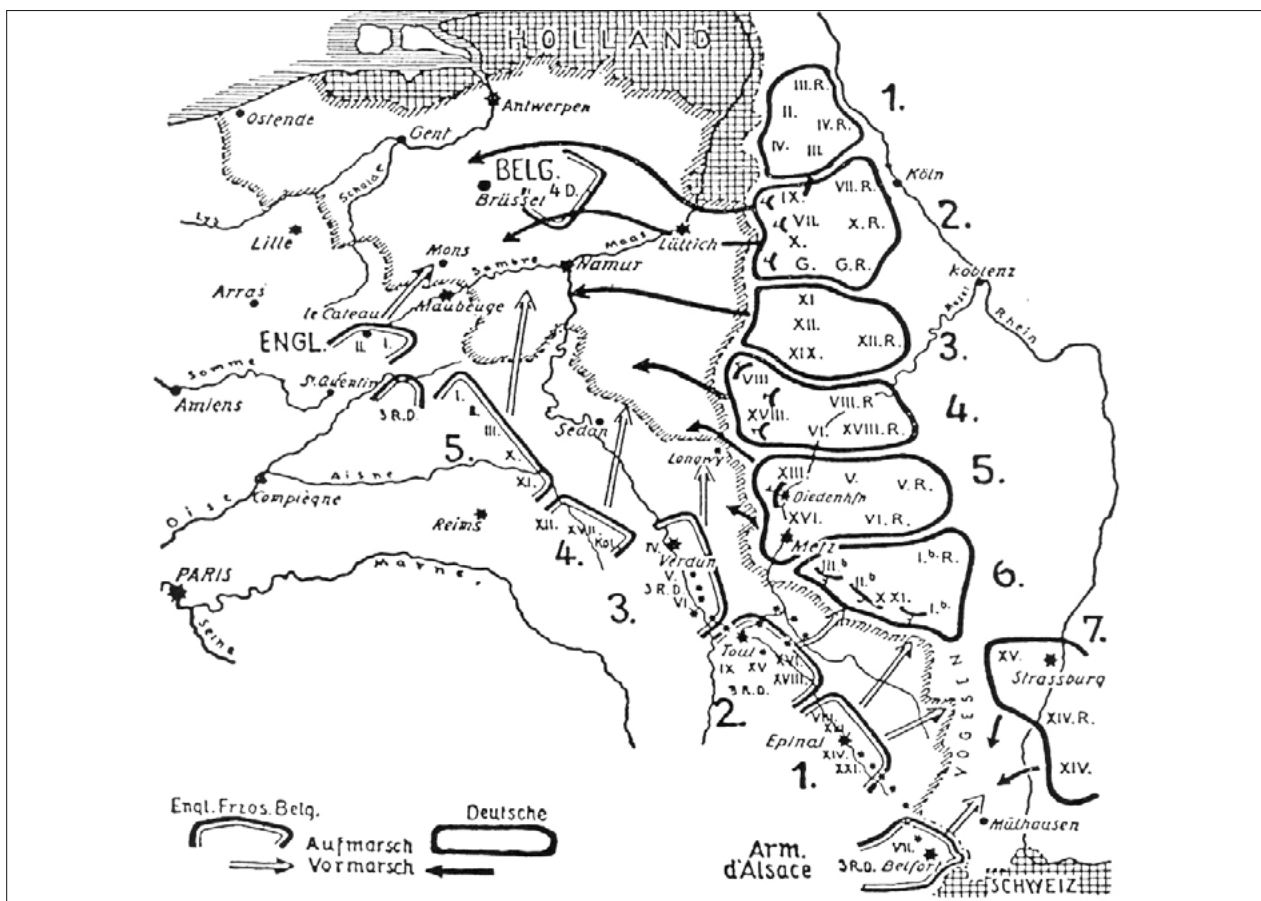 HOLLAND
Antwerpen
Ostende
Gent
Schelde
Lys
Lille
BELG.
4 D.
Brüssel
Lüttich
Maas
Mons
Sambre
Namur
Maubeuge
Arras
le Cateau
ENGL.
II. I.
Somme
St. Quentin
Amiens
3 R.D.
1.
III. R.
II.
IV. R.
IV. III.
Köln
2.
IX. VII. R.
VII.
X. X. R.
G. G. R.
Koblenz
Mosel
Rhein
3.
XI
XII.
XII. R.
XIX.
4.
VIII.
VIII. R
XVIII.
VI. XVIII. R.
Sedan
Longwy
5.
XIII. V. V. R.
Diedenh/n
XVI. VI. R.
Metz
6.
I.b. R.
III.b
II.b
XXI.
I.b.
7.
XV.
Strassburg
XIV. R.
XIV.
VOGESEN
Mülhausen
SCHWEIZ
5.
I.
II.
III.
X.
XI.
Aisne
Oise
Compiègne
Reims
4.
XII. XVII. Kol.
PARIS
Marne
Seine
3.
IV.
Verdun
V.
3 R.D.
VI.
2.
Toul
IX XV XVI.
XVIII.
3 R.D.
1.
VIII.
Epinal
XIV.
XXI.
Arm.
d'Alsace
VII.
3 R.D. Belfort
Engl. Frzos. Belg.
Deutsche
Aufmarsch
Vormarsch